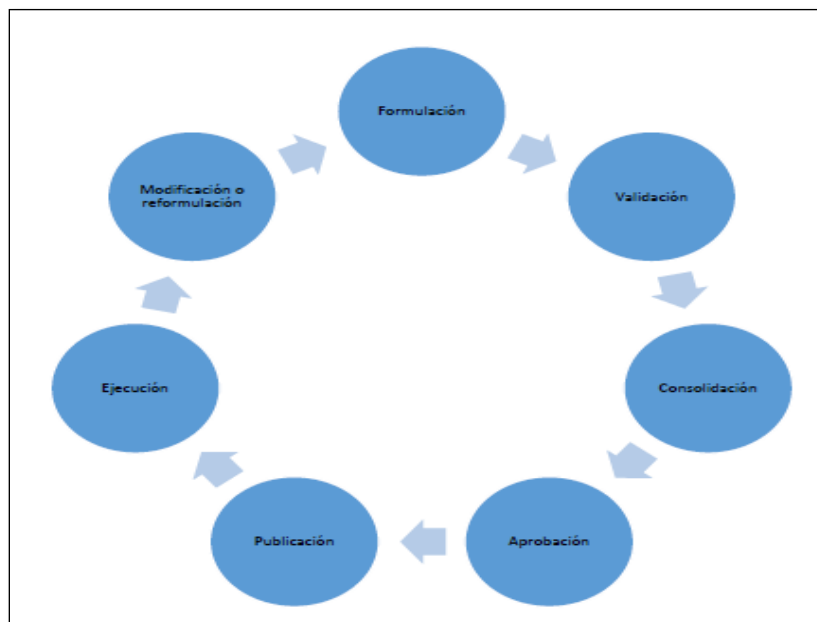 Formulación
Validación
Consolidación
Aprobación
Publicación
Ejecución
Modificación o
reformulación